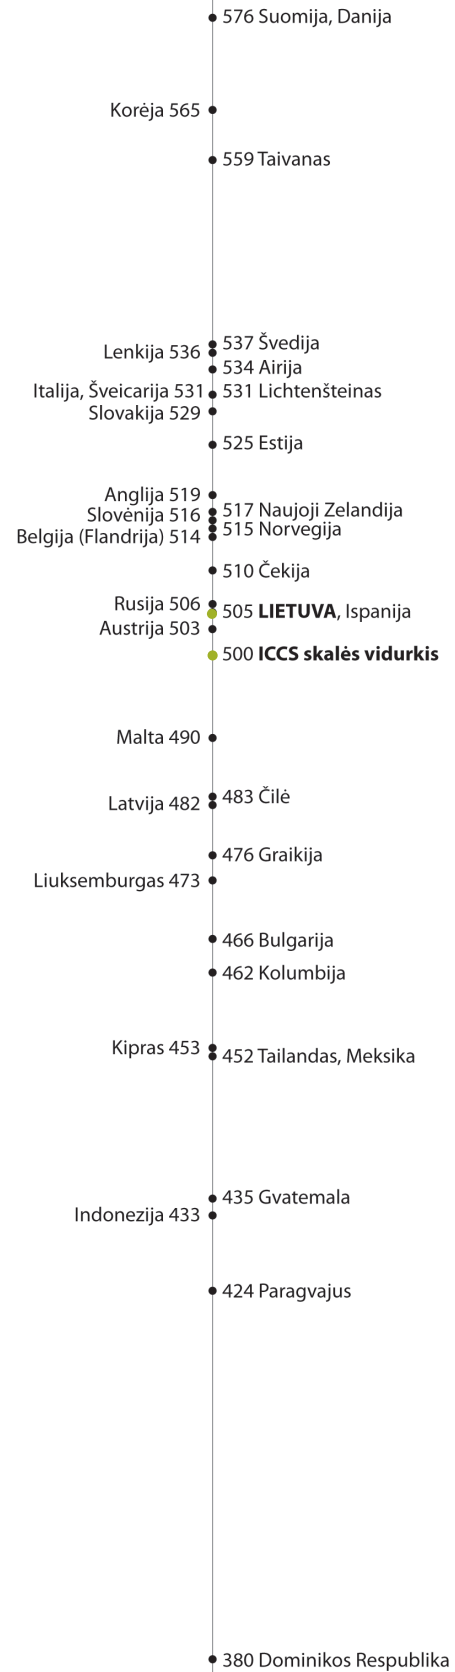 576 Suomija, Danija
Korėja 565
559 Taivanas
537 Švedija
Lenkija 536
534 Airija
Italija, Šveicarija 531
531 Lichtenšteinas
Slovakija 529
525 Estija
Anglija 519
517 Naujoji Zelandija
Slovėnija 516
515 Norvegija
Belgija (Flandrija) 514
510 Čekija
Rusija 506
505 LIETUVA, Ispanija
Austrija 503
500 ICCS skalės vidurkis
Malta 490
483 Čilė
Latvija 482
476 Graikija
Liuksemburgas 473
466 Bulgarija
462 Kolumbija
Kipras 453
452 Tailandas, Meksika
435 Gvatemala
Indonezija 433
424 Paragvajus
380 Dominikos Respublika